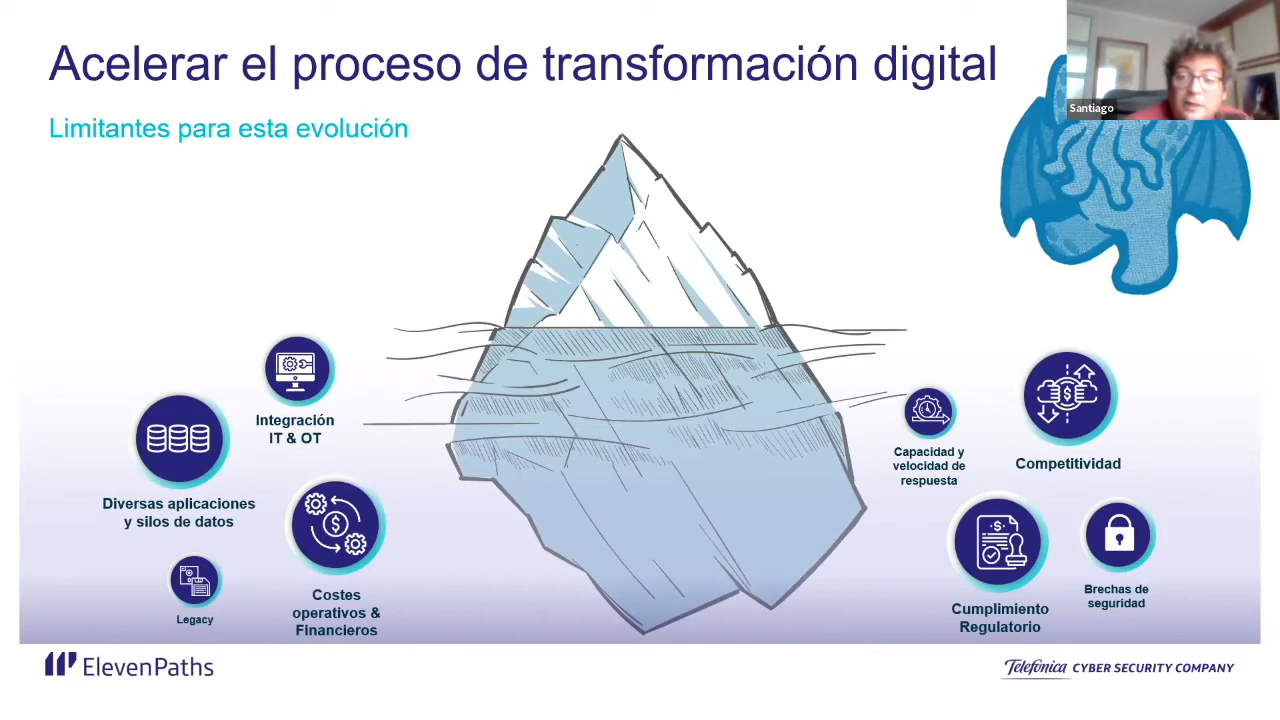 Acelerar el proceso de transformación digital
Santiago
Limitantes para esta evolución
Integración
IT & OT
Diversas aplicaciones
y silos de datos
Costes
operativos &
Financieros
Legacy
Capacidad y
velocidad de
respuesta
Competitividad
Cumplimiento
Regulatorio
Brechas de
seguridad
ElevenPaths
Telefónica CYBER SECURITY COMPANY